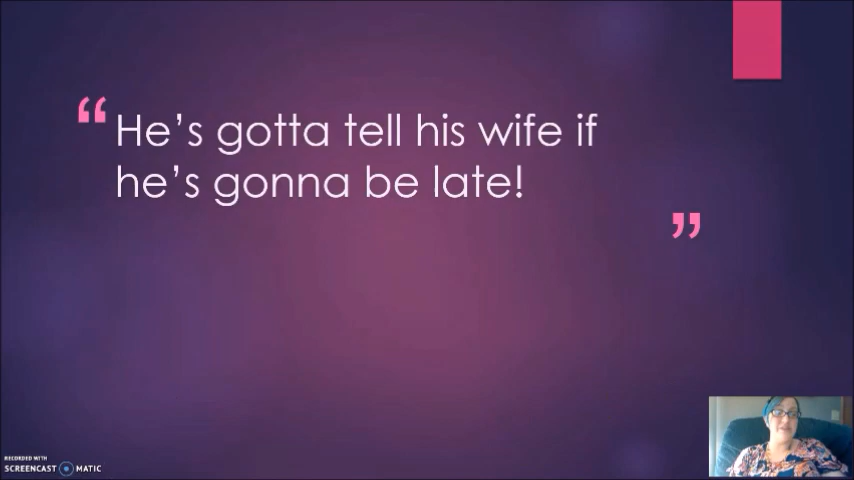 “He’s gotta tell his wife if
he’s gonna be late!
”
RECORDED WITH
SCREENCAST MATIC